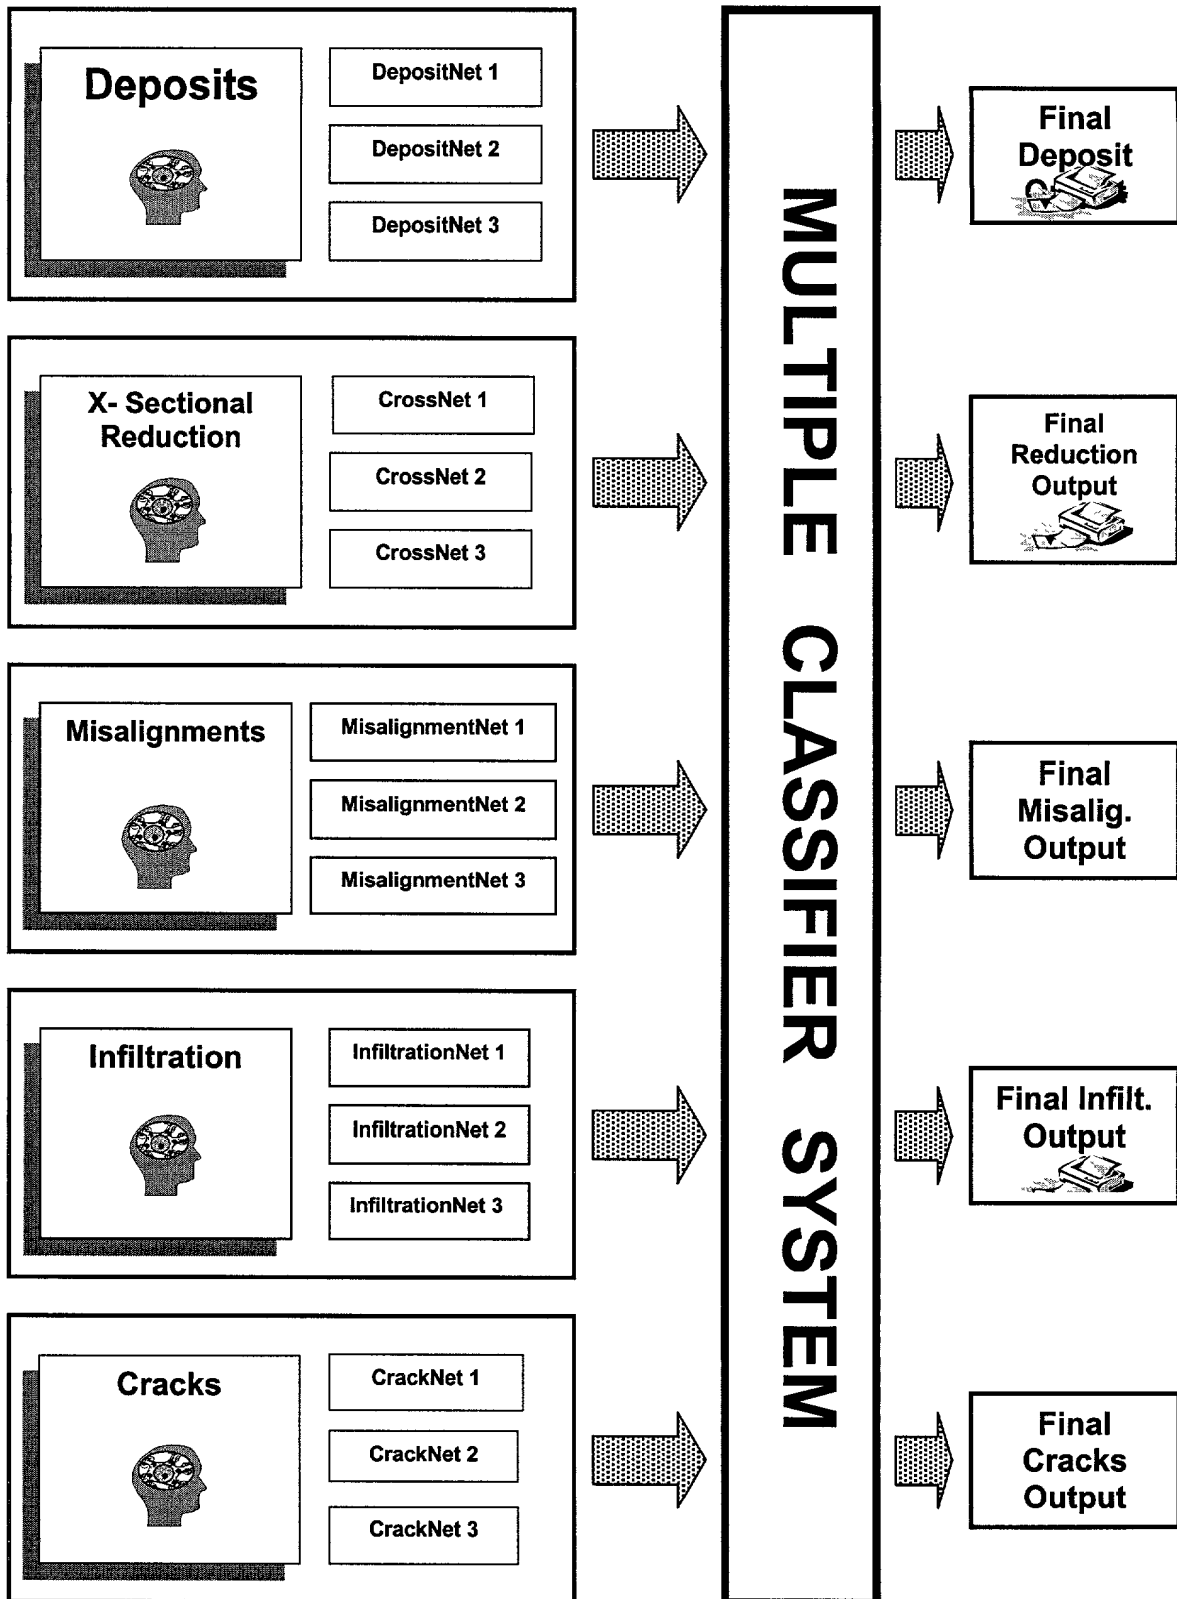 Deposits
DepositNet 1
DepositNet 2
DepositNet 3
X- Sectional
Reduction
CrossNet 1
CrossNet 2
CrossNet 3
Misalignments
MisalignmentNet 1
MisalignmentNet 2
MisalignmentNet 3
Infiltration
InfiltrationNet 1
InfiltrationNet 2
InfiltrationNet 3
Cracks
CrackNet 1
CrackNet 2
CrackNet 3
MULTIPLE CLASSIFIER SYSTEM
Final
Deposit
Final
Reduction
Output
Final
Misalig.
Output
Final Infilt.
Output
Final
Cracks
Output